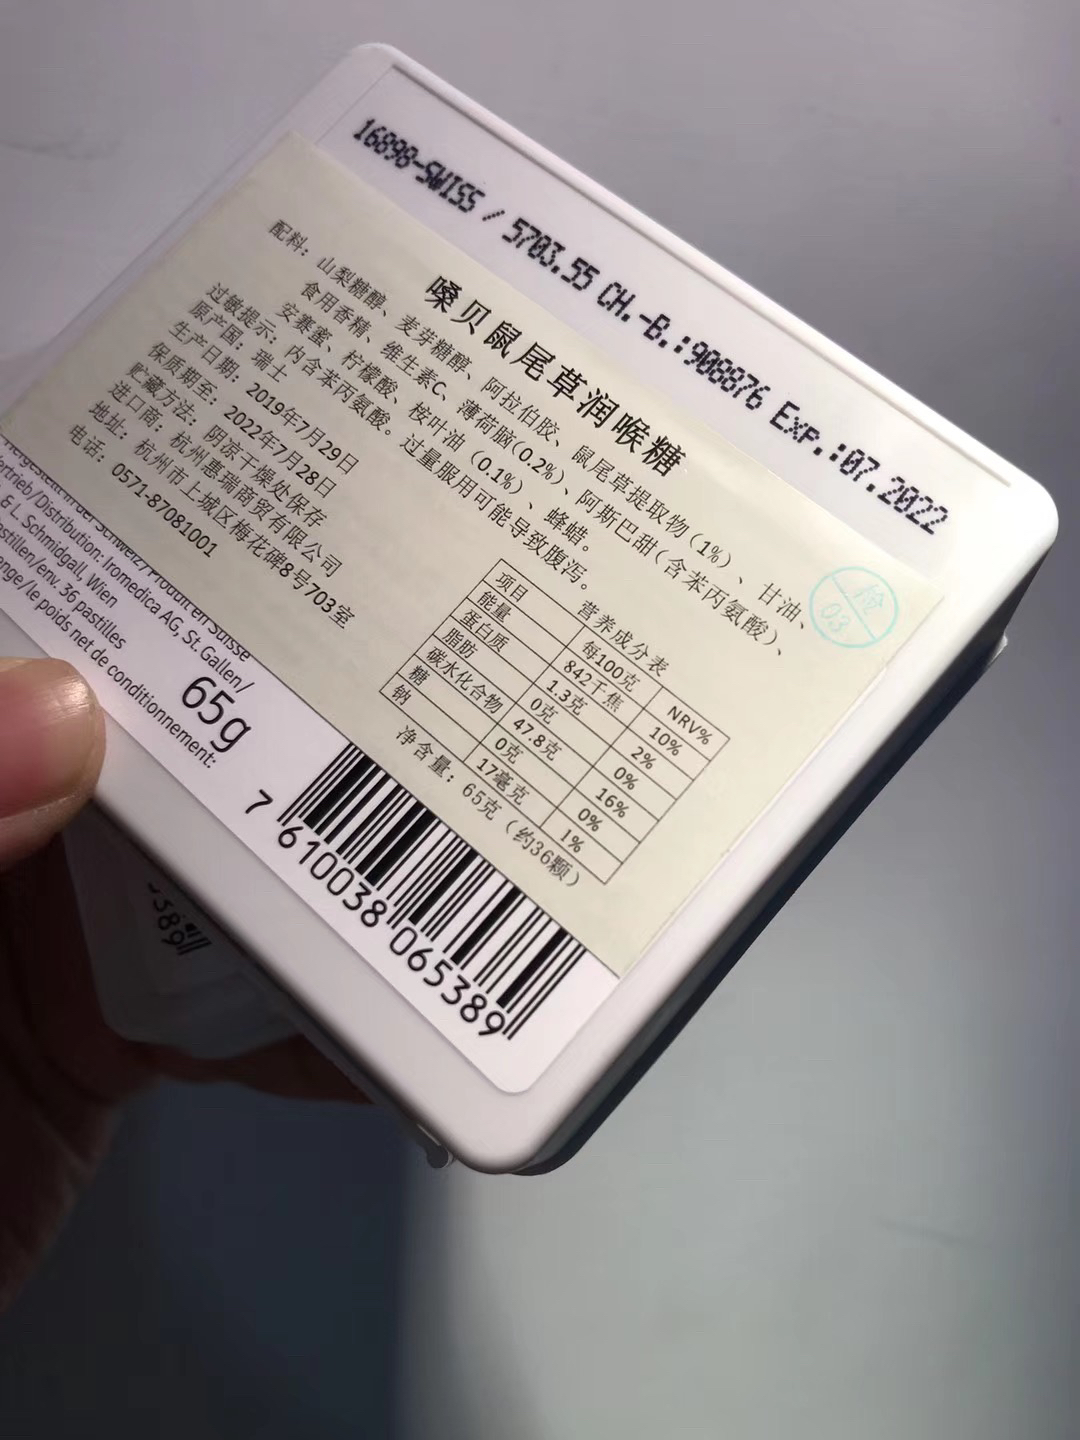 16898-SWISS / 5703.55 CH.-B.:908876 Exp.:07.2022
嗓贝鼠尾草润喉糖
配料：山梨糖醇、麦芽糖醇、阿拉伯胶、鼠尾草提取物(1%)、甘油、
食用香精、维生素C、薄荷脑(0.2%)、阿斯巴甜(含苯丙氨酸)、
安赛蜜、柠檬酸、桉叶油(0.1%)、蜂蜡。
过敏提示：内含苯丙氨酸。过量服用可能导致腹泻。
原产国：瑞士
生产日期：2019年7月29日
保质期至：2022年7月28日
贮藏方法：阴凉干燥处保存
进口商：杭州惠瑞商贸有限公司
地址：杭州市上城区梅花碑8号703室
电话：0571-87081001
营养成分表
项目 每100克 NRV%
能量 842千焦 10%
蛋白质 1.3克 2%
脂肪 0克 0%
碳水化合物 47.8克 16%
糖 0克 0%
钠 17毫克 1%
净含量：65克（约36颗）
检
03
Schweiz / Produit en Suisse
/Distribution: Iromedica AG, St. Gallen/
& L. Schmidgall, Wien
/env. 36 pastilles
/le poids net de conditionnement:
65g
7 610038 065389